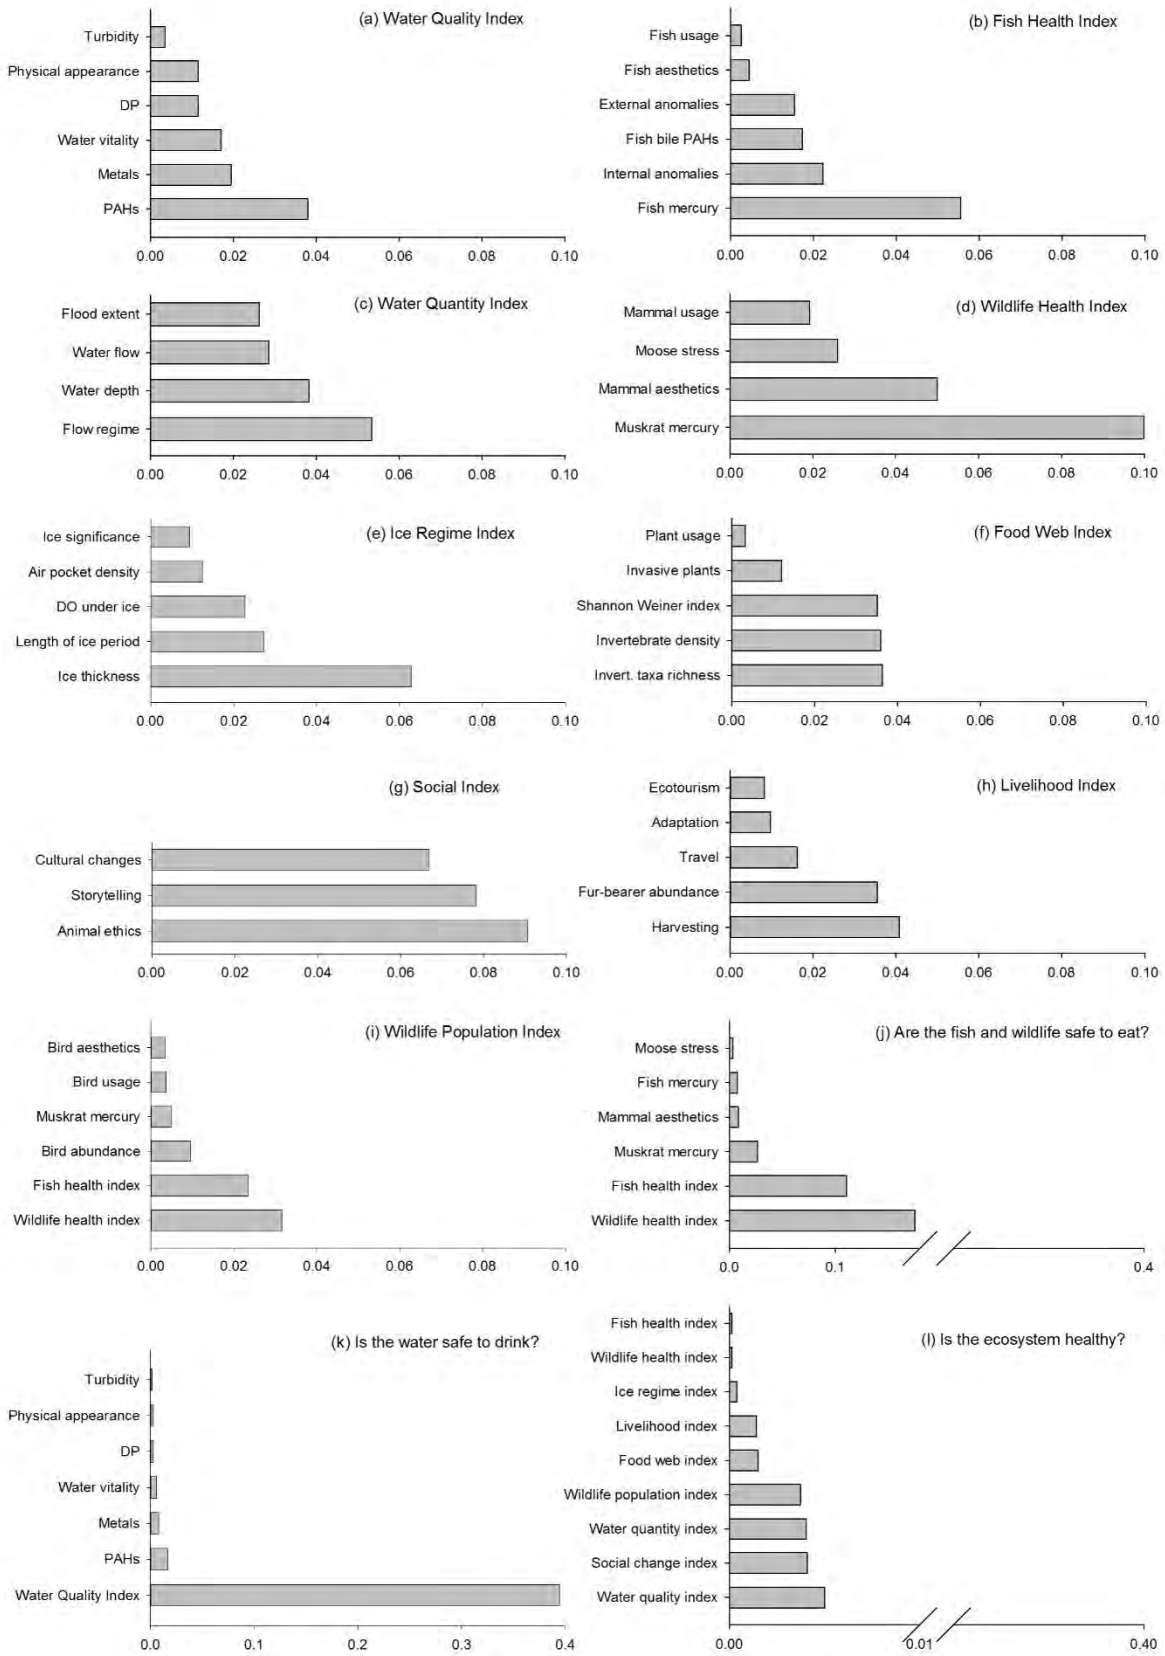 (a) Water Quality Index
Turbidity
Physical appearance
DP
Water vitality
Metals
PAHs
0.00 0.02 0.04 0.06 0.08 0.10
(b) Fish Health Index
Fish usage
Fish aesthetics
External anomalies
Fish bile PAHs
Internal anomalies
Fish mercury
0.00 0.02 0.04 0.06 0.08 0.10
(c) Water Quantity Index
Flood extent
Water flow
Water depth
Flow regime
0.00 0.02 0.04 0.06 0.08 0.10
(d) Wildlife Health Index
Mammal usage
Moose stress
Mammal aesthetics
Muskrat mercury
0.00 0.02 0.04 0.06 0.08 0.10
(e) Ice Regime Index
Ice significance
Air pocket density
DO under ice
Length of ice period
Ice thickness
0.00 0.02 0.04 0.06 0.08 0.10
(f) Food Web Index
Plant usage
Invasive plants
Shannon Weiner index
Invertebrate density
Invert. taxa richness
0.00 0.02 0.04 0.06 0.08 0.10
(g) Social Index
Cultural changes
Storytelling
Animal ethics
0.00 0.02 0.04 0.06 0.08 0.10
(h) Livelihood Index
Ecotourism
Adaptation
Travel
Fur-bearer abundance
Harvesting
0.00 0.02 0.04 0.06 0.08 0.10
(i) Wildlife Population Index
Bird aesthetics
Bird usage
Muskrat mercury
Bird abundance
Fish health index
Wildlife health index
0.00 0.02 0.04 0.06 0.08 0.10
(j) Are the fish and wildlife safe to eat?
Moose stress
Fish mercury
Mammal aesthetics
Muskrat mercury
Fish health index
Wildlife health index
0.0 0.1 0.4
(k) Is the water safe to drink?
Turbidity
Physical appearance
DP
Water vitality
Metals
PAHs
Water Quality Index
0.0 0.1 0.2 0.3 0.4
(l) Is the ecosystem healthy?
Fish health index
Wildlife health index
Ice regime index
Livelihood index
Food web index
Wildlife population index
Water quantity index
Social change index
Water quality index
0.00 0.01 0.40